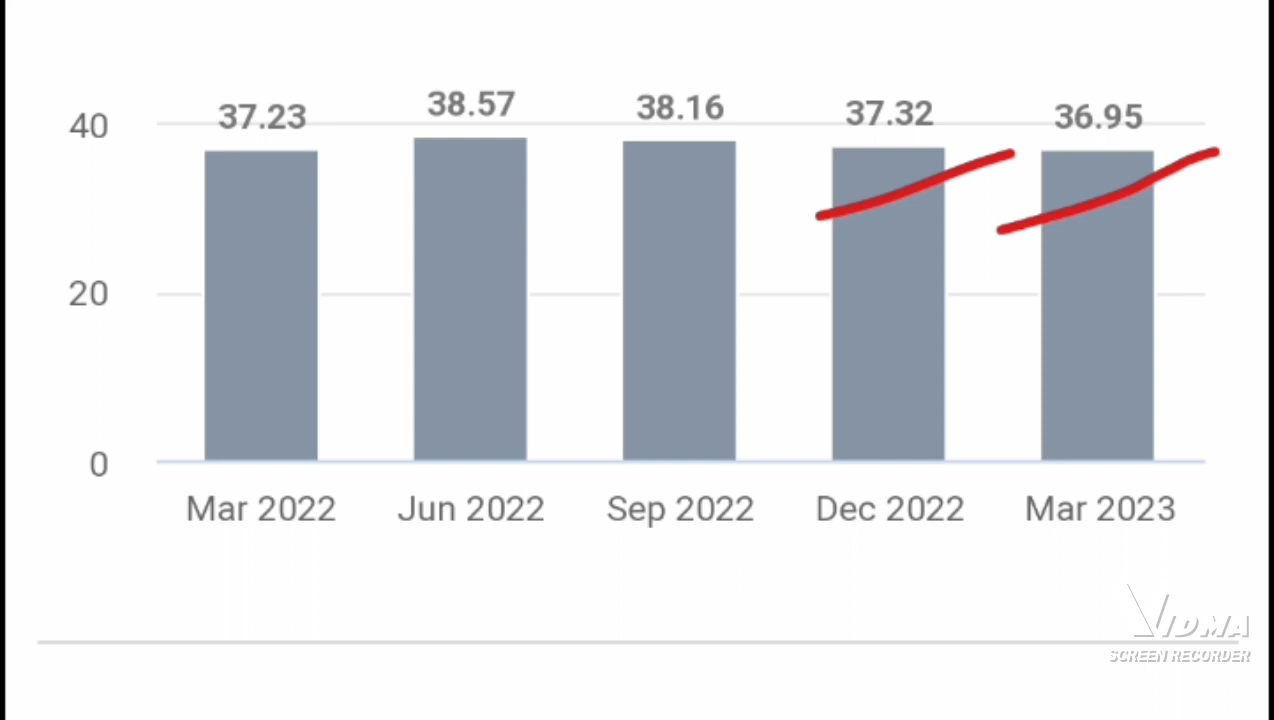 37.23 38.57 38.16 37.32 36.95
40
20
0
Mar 2022 Jun 2022 Sep 2022 Dec 2022 Mar 2023
VIDMA
SCREEN RECORDER